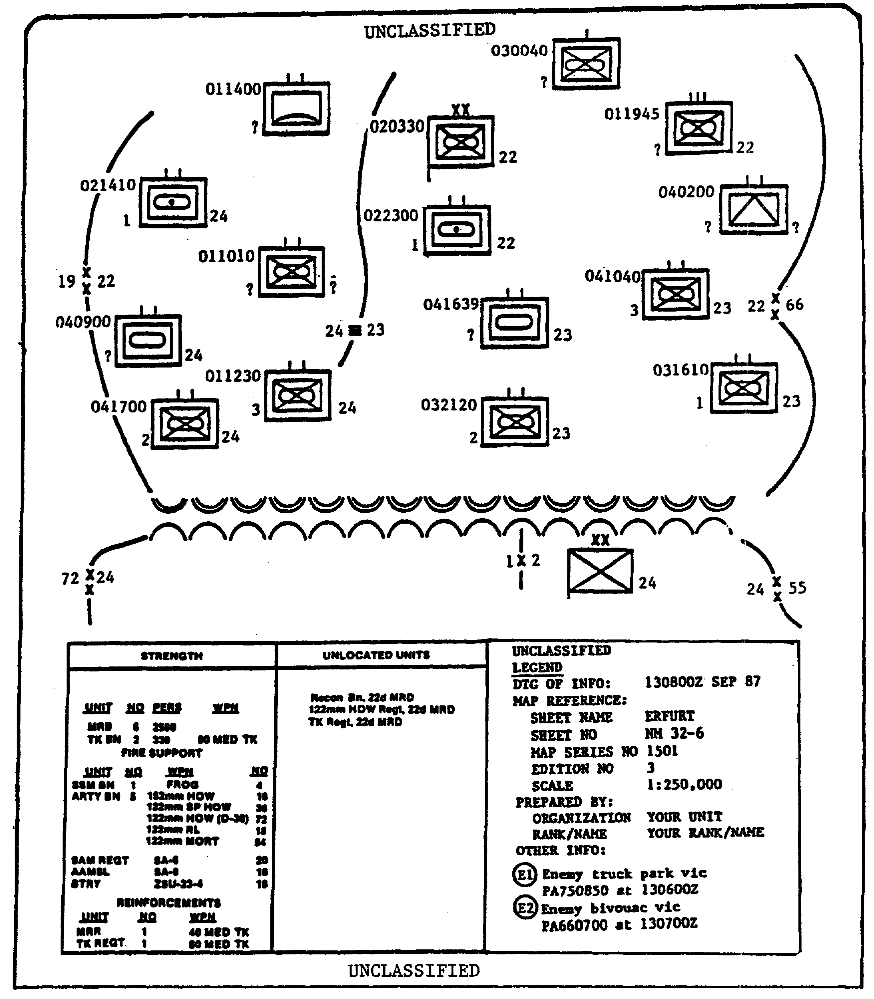 UNCLASSIFIED
030040
?
011400
?
XX
020330
22
011945
? 22
021410
1 24
022300
1 22
040200
? ?
011010
? ?
19 X X 22
041040
3 23
22 X X 66
041639
? 23
040900
? 24
24 23
011230
3 24
031610
1 23
032120
2 23
041700
2 24
XX
24
1 X 2
72 X X 24
24 X X 55
STRENGTH
UNIT NO PERS WPN
MRB 6 2580
TK BN 2 330 80 MED TK
FIRE SUPPORT
UNIT NO WPN NO
SSM BN 1 FROG 4
ARTY BN 5 152mm HOW 18
122mm SP HOW 36
122mm HOW (D-30) 72
122mm RL 18
122mm MORT 54
SAM REGT SA-6 20
AAMSL SA-9 16
BTRY ZSU-23-4 16
REINFORCEMENTS
UNIT NO WPN
MRR 1 40 MED TK
TK REGT. 1 80 MED TK
UNLOCATED UNITS
Recon Bn, 22d MRD
122mm HOW Regt, 22d MRD
TK Regt, 22d MRD
UNCLASSIFIED
LEGEND
DTG OF INFO: 130800Z SEP 87
MAP REFERENCE:
SHEET NAME ERFURT
SHEET NO NM 32-6
MAP SERIES NO 1501
EDITION NO 3
SCALE 1:250,000
PREPARED BY:
ORGANIZATION YOUR UNIT
RANK/NAME YOUR RANK/NAME
OTHER INFO:
E1 Enemy truck park vic
PA750850 at 130600Z
E2 Enemy bivouac vic
PA660700 at 130700Z
UNCLASSIFIED